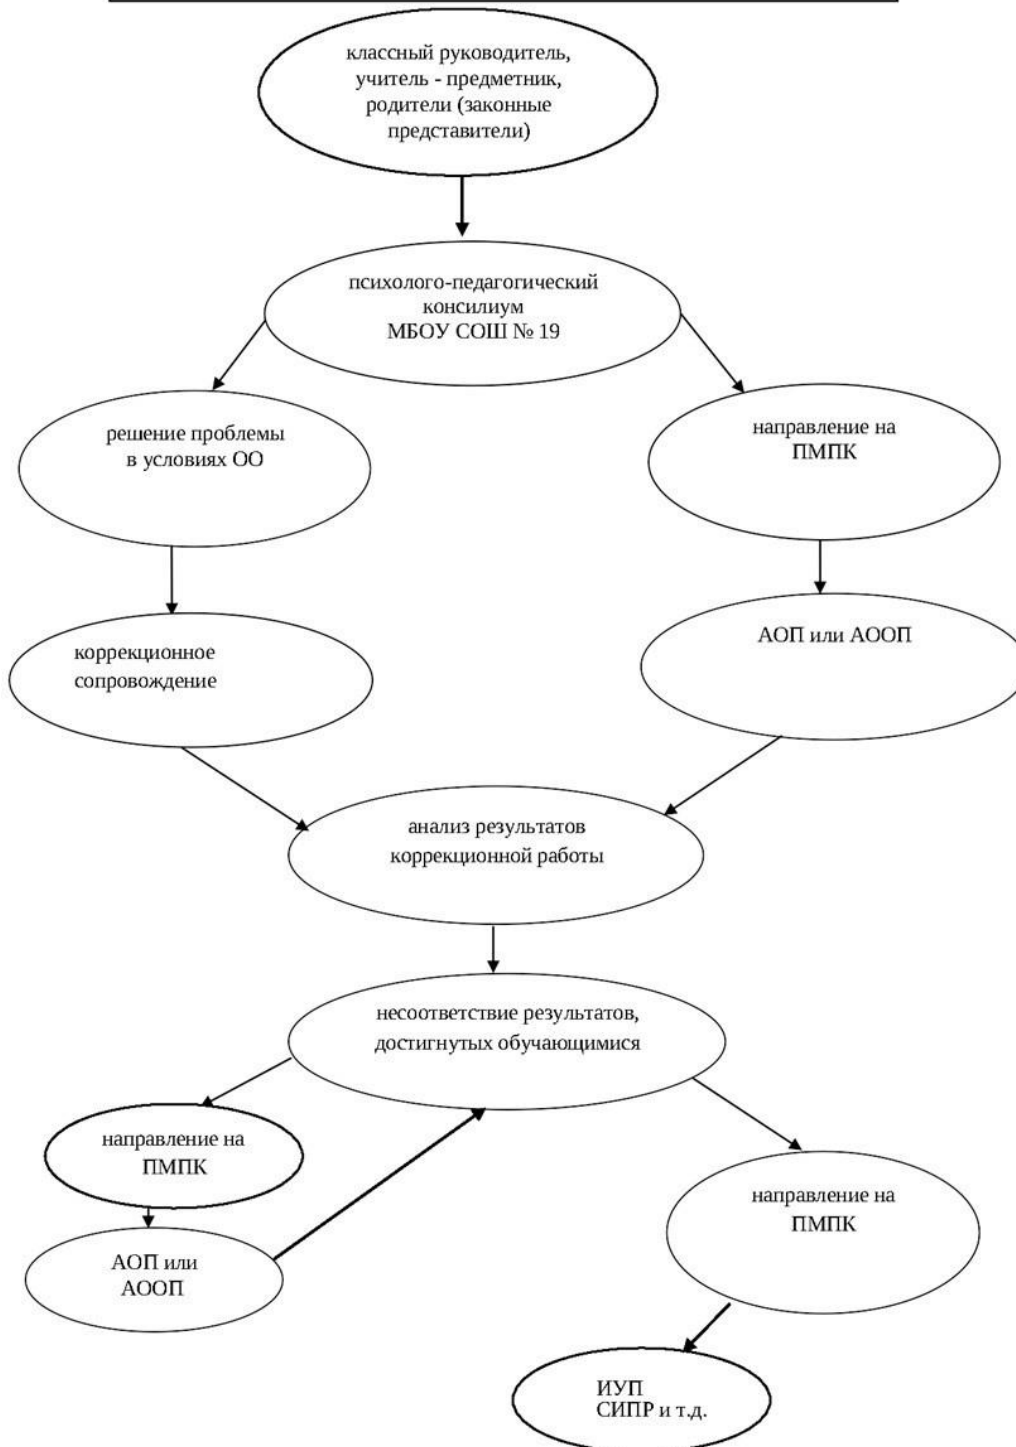 классный руководитель,
учитель - предметник,
родители (законные
представители)
психолого-педагогический
консилиум
МБОУ СОШ № 19
решение проблемы
в условиях ОО
направление на
ПМПК
коррекционное
сопровождение
АОП или АООП
анализ результатов
коррекционной работы
несоответствие результатов,
достигнутых обучающимися
направление на
ПМПК
АОП или
АООП
направление на
ПМПК
ИУП
СИПР и т.д.